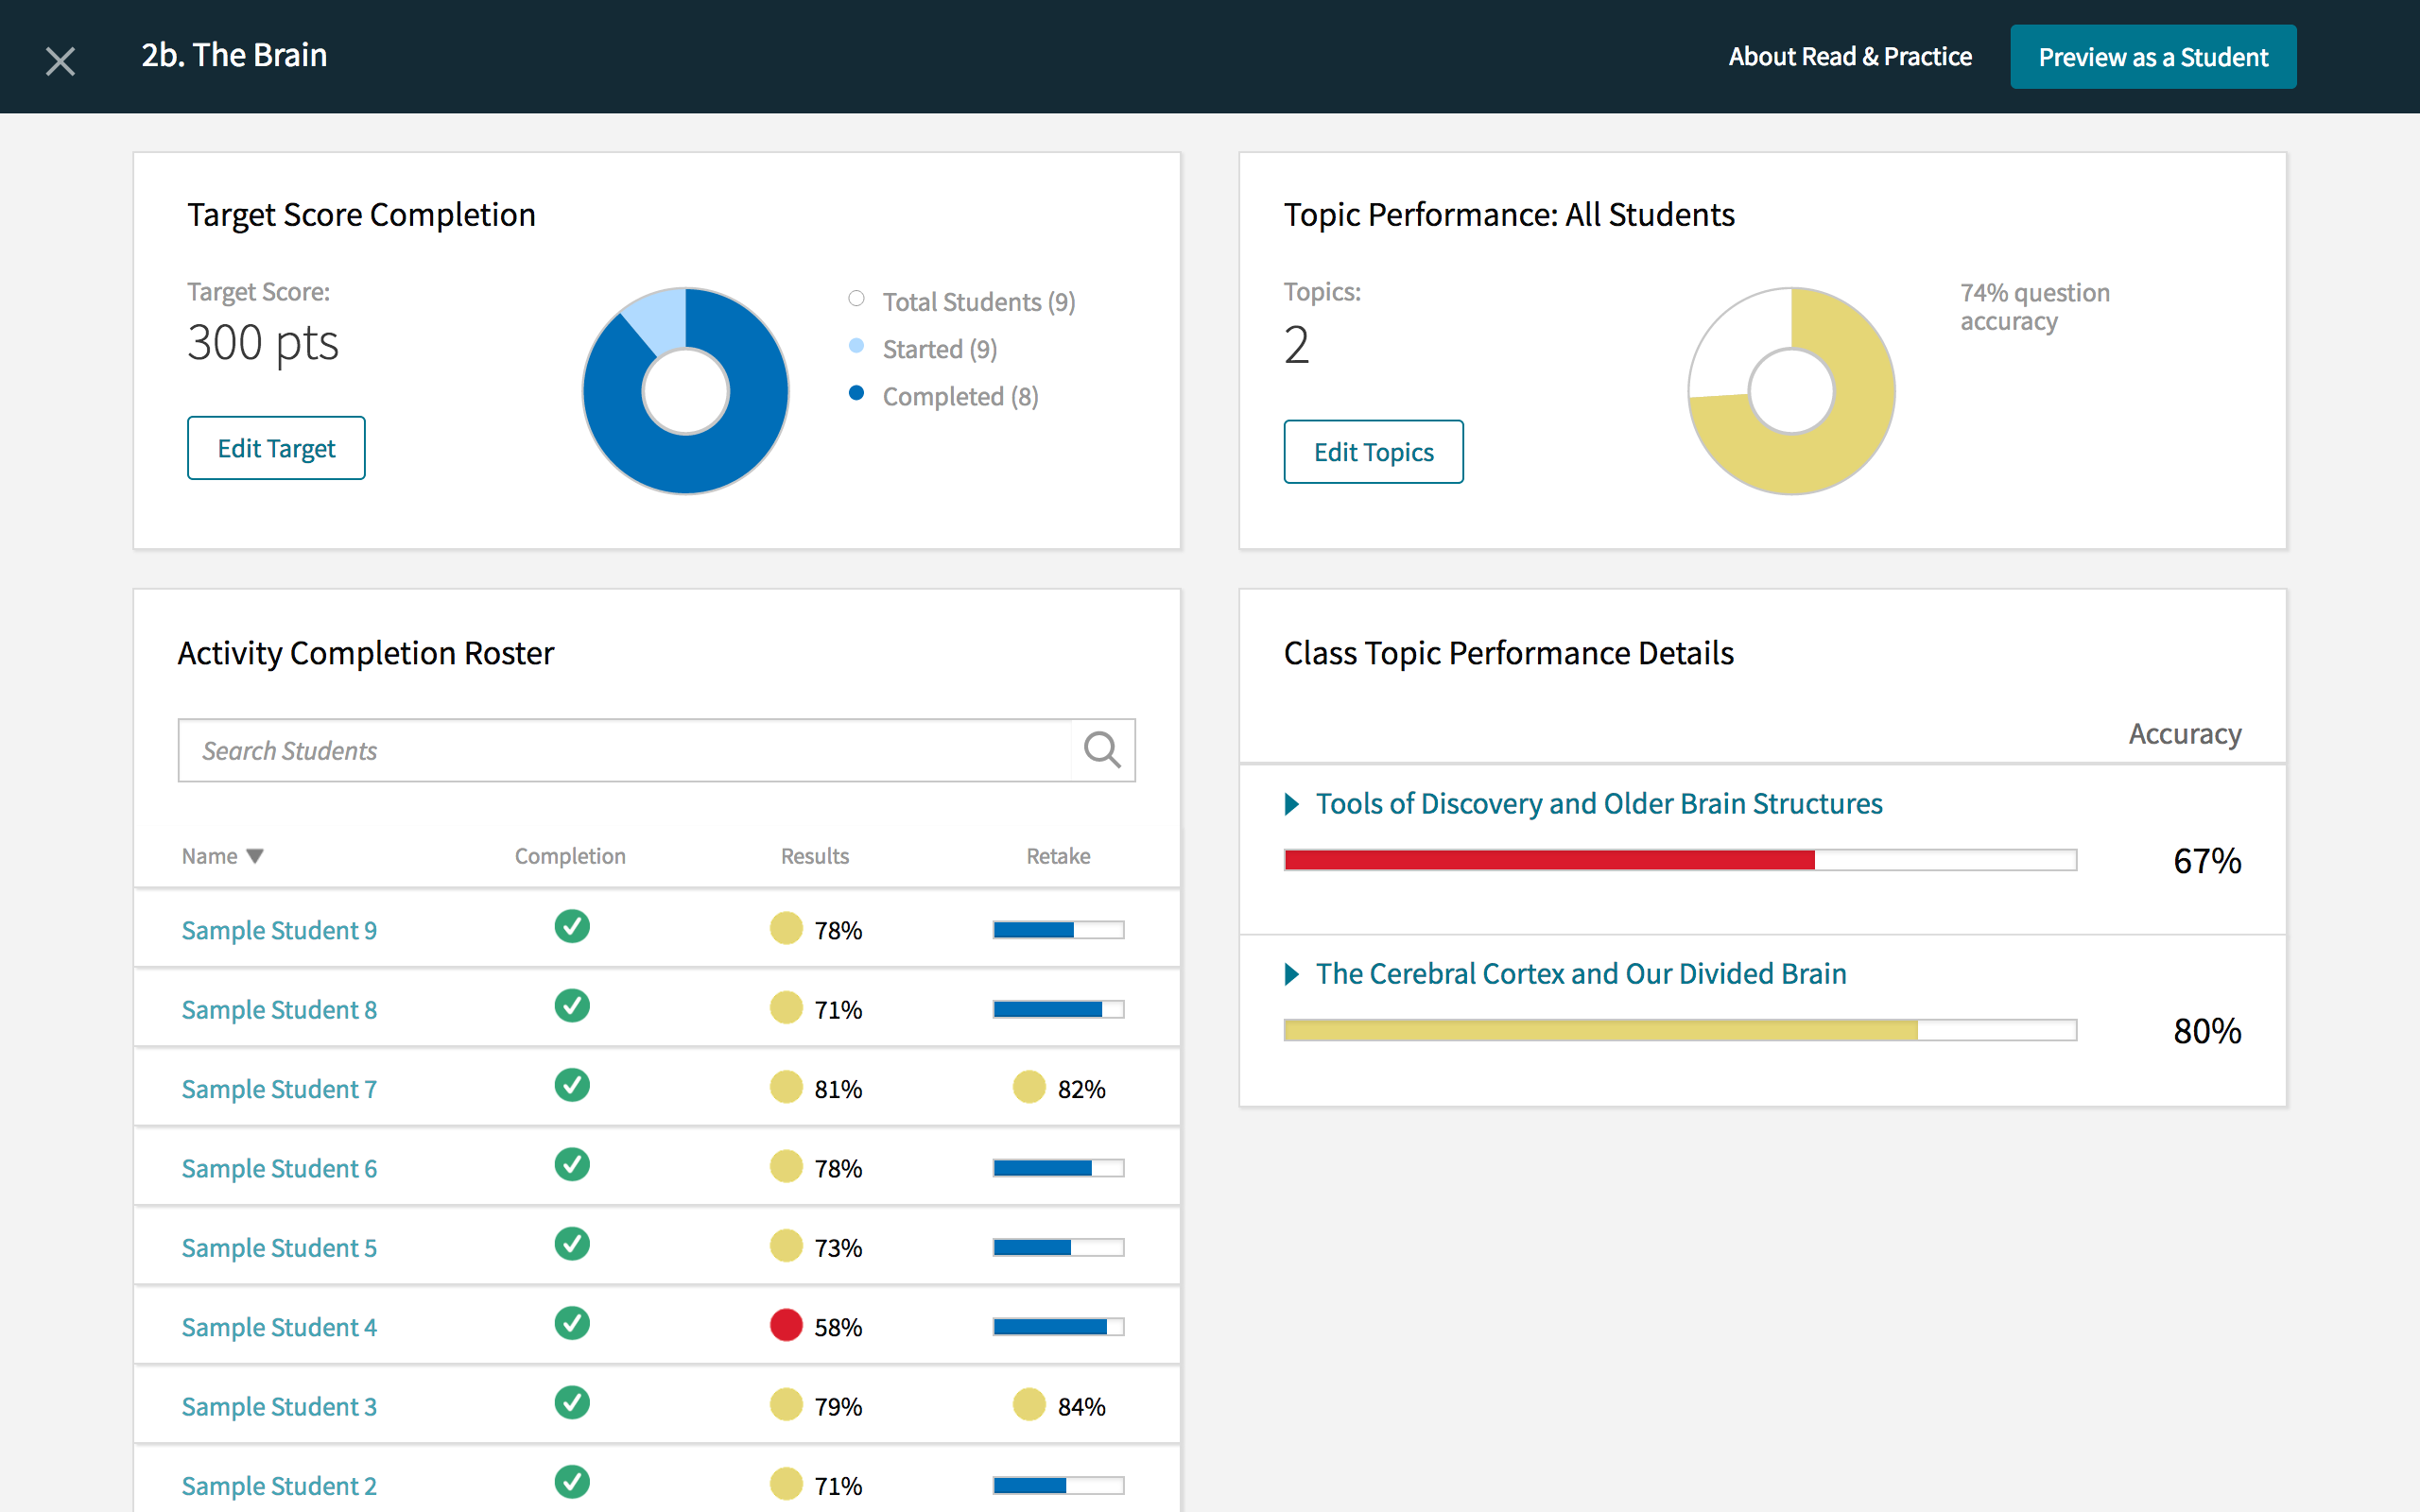 2b. The Brain
About Read & Practice
Preview as a Student
Target Score Completion
Target Score:
300 pts
Edit Target
Total Students (9)
Started (9)
Completed (8)
Topic Performance: All Students
Topics:
2
Edit Topics
74% question
accuracy
Activity Completion Roster
Search Students
Name Completion Results Retake
Sample Student 9 78%
Sample Student 8 71%
Sample Student 7 81% 82%
Sample Student 6 78%
Sample Student 5 73%
Sample Student 4 58%
Sample Student 3 79% 84%
Sample Student 2 71%
Class Topic Performance Details
Accuracy
Tools of Discovery and Older Brain Structures
67%
The Cerebral Cortex and Our Divided Brain
80%